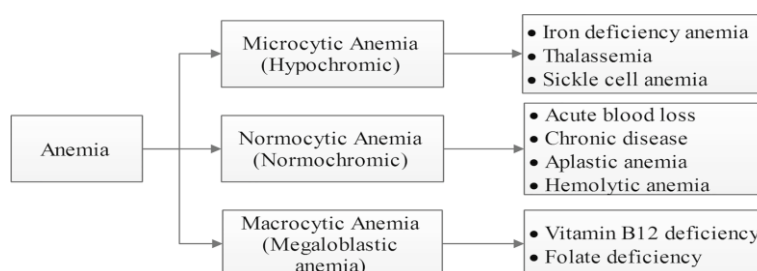 Anemia
Microcytic Anemia
(Hypochromic)
• Iron deficiency anemia
• Thalassemia
• Sickle cell anemia
Normocytic Anemia
(Normochromic)
• Acute blood loss
• Chronic disease
• Aplastic anemia
• Hemolytic anemia
Macrocytic Anemia
(Megaloblastic
anemia)
• Vitamin B12 deficiency
• Folate deficiency